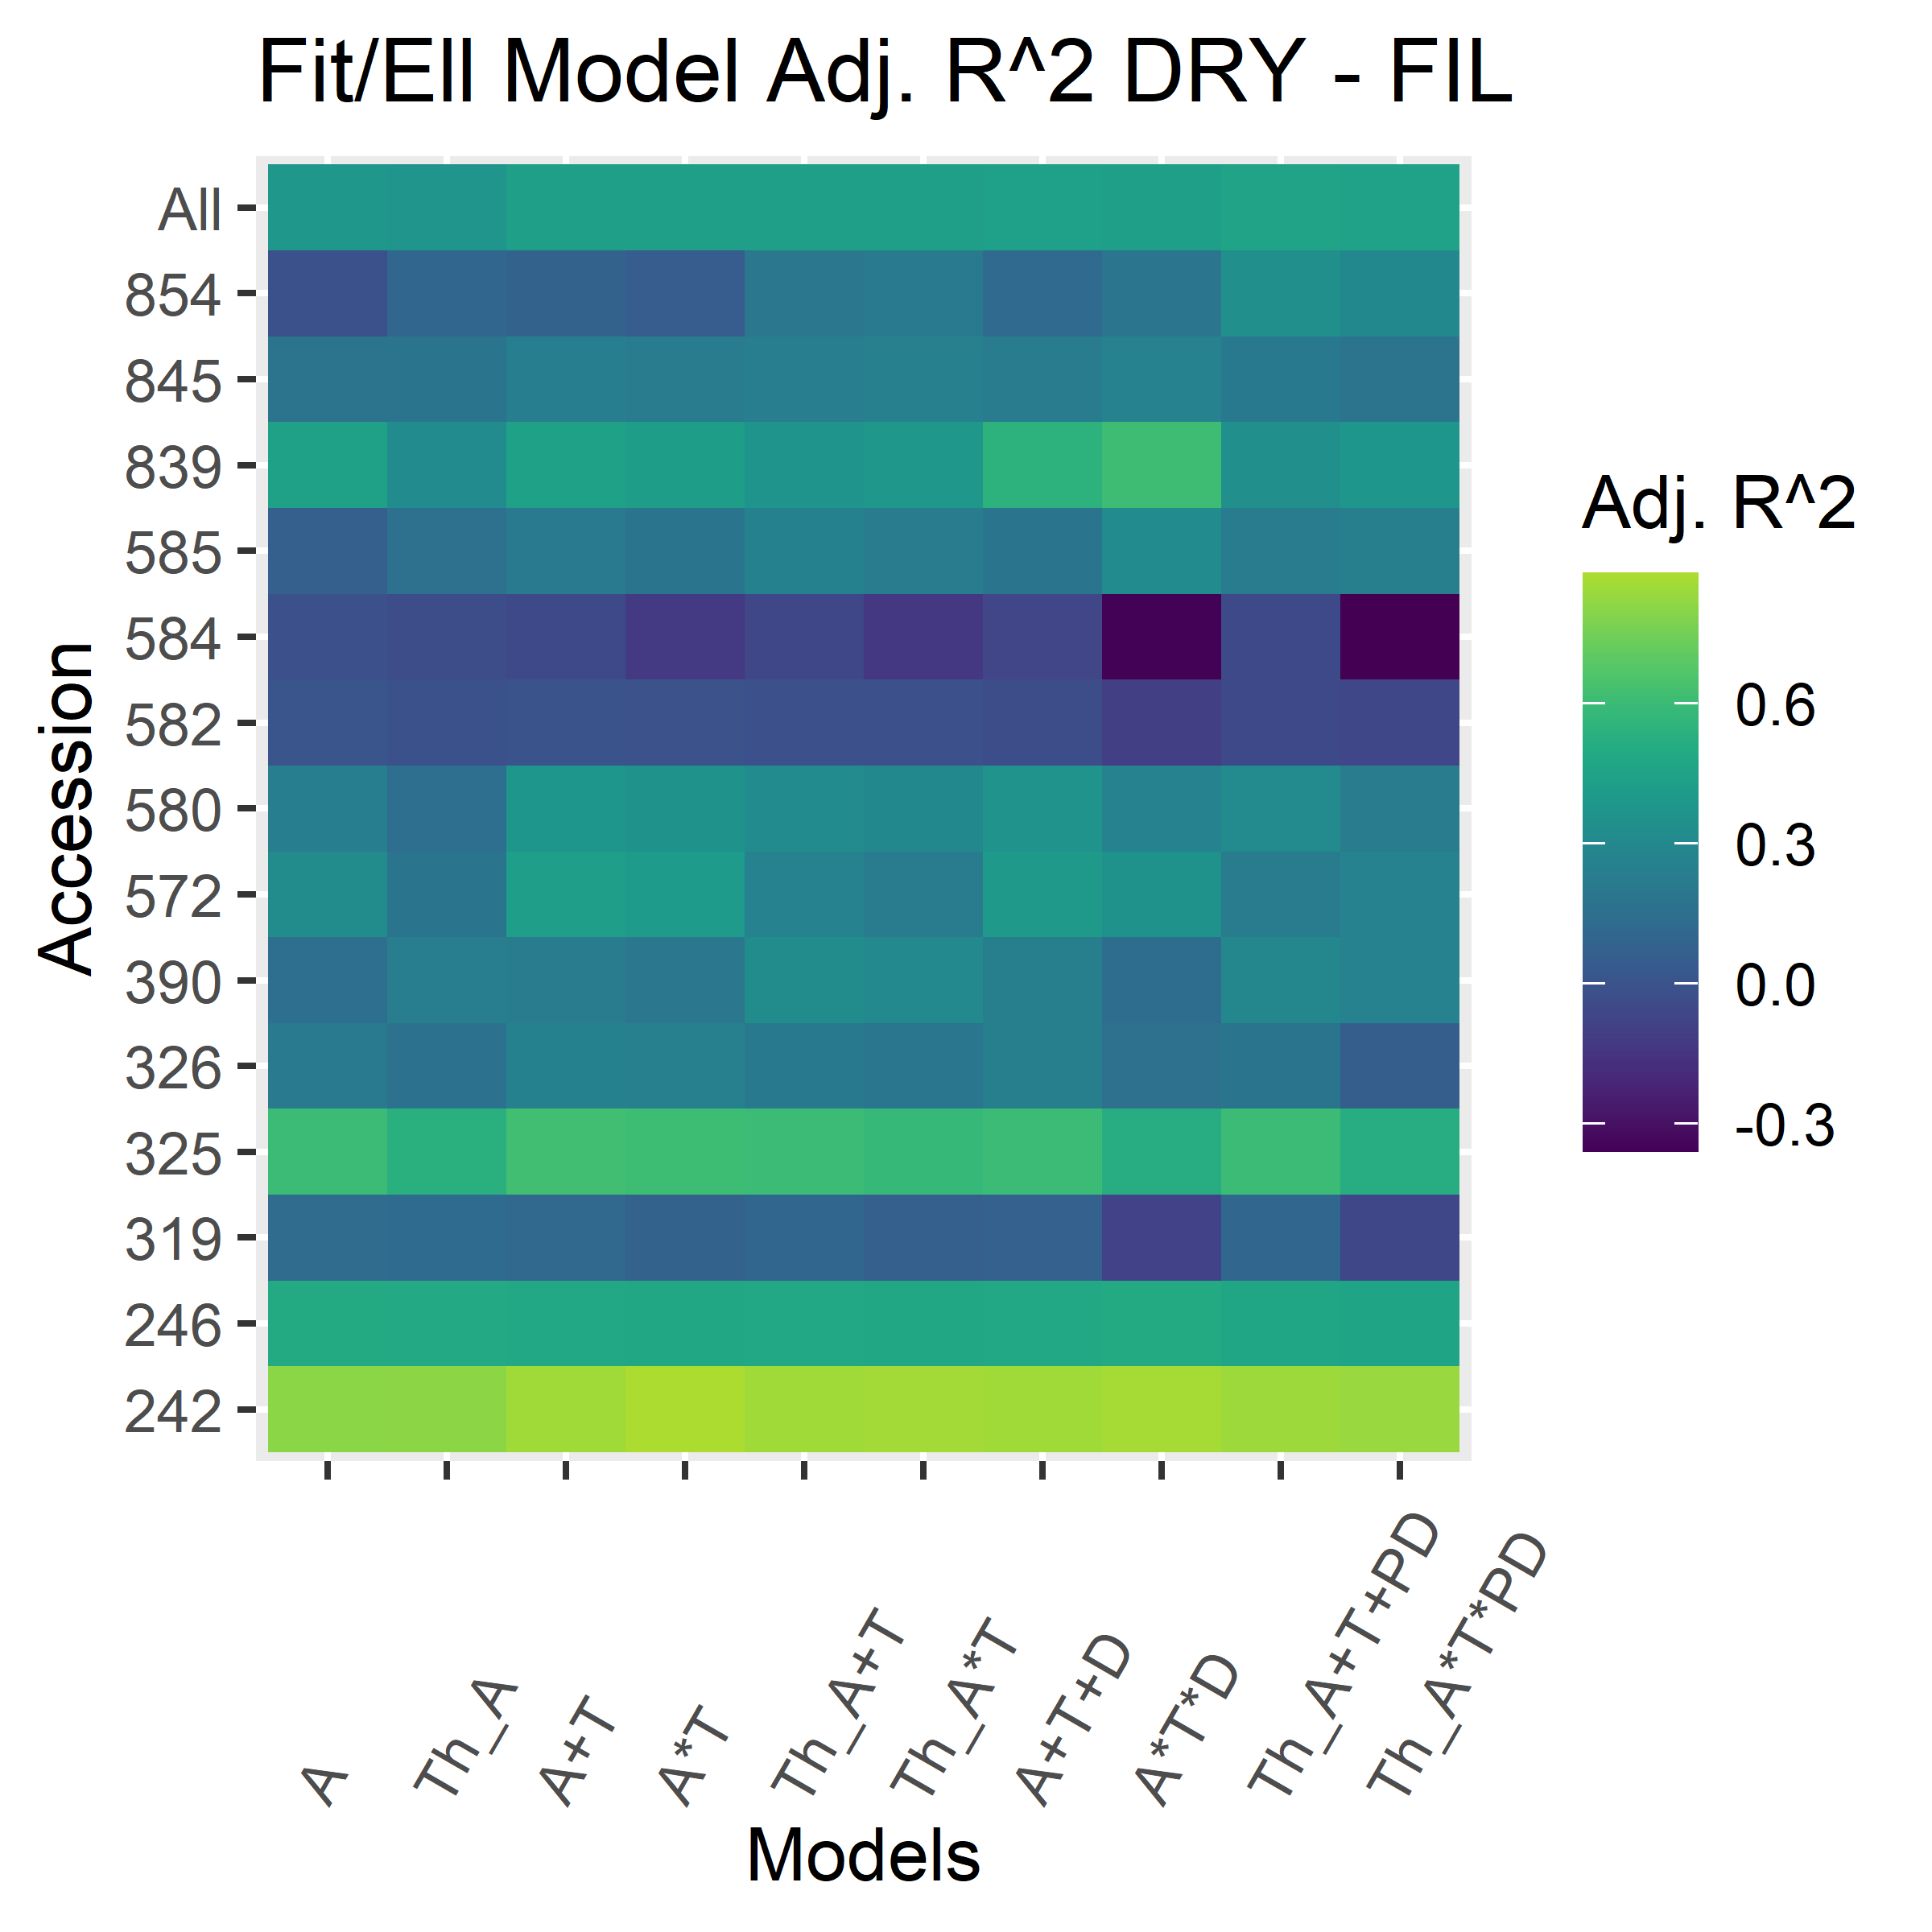 Fit/Ell Model Adj. R^2 DRY - FIL
Accession
All
854
845
839
585
584
582
580
572
390
326
325
319
246
242
A
Th_A
A+T
A*T
Th_A+T
Th_A*T
A+T+D
A*T*D
Th_A+T+PD
Th_A*T*PD
Models
Adj. R^2
0.6
0.3
0.0
-0.3